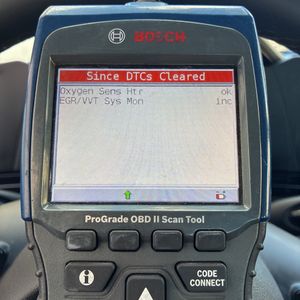 BOSCH
Since DTCs Cleared
Oxygen Sens Htr ok
EGR/VVT Sys Mon inc
ProGrade OBD II Scan Tool
i
CODE
CONNECT